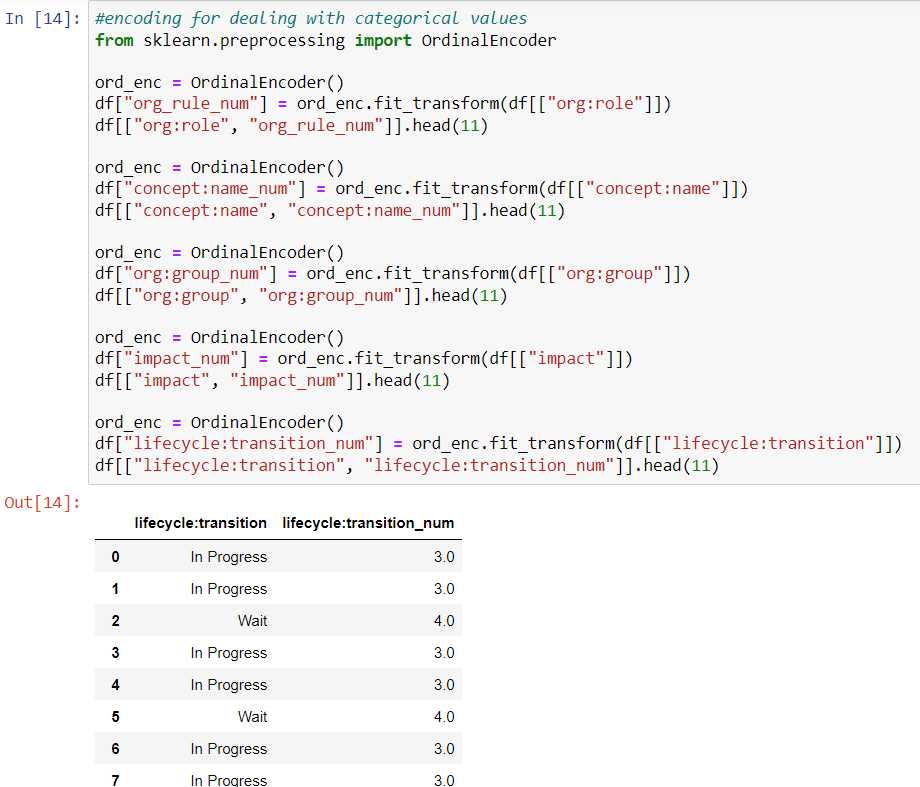 In [14]: #encoding for dealing with categorical values
from sklearn.preprocessing import OrdinalEncoder
ord_enc = OrdinalEncoder()
df["org_rule_num"] = ord_enc.fit_transform(df[["org:role"]])
df[["org:role", "org_rule_num"]].head(11)
ord_enc = OrdinalEncoder()
df["concept:name_num"] = ord_enc.fit_transform(df[["concept:name"]])
df[["concept:name", "concept:name_num"]].head(11)
ord_enc = OrdinalEncoder()
df["org:group_num"] = ord_enc.fit_transform(df[["org:group"]])
df[["org:group", "org:group_num"]].head(11)
ord_enc = OrdinalEncoder()
df["impact_num"] = ord_enc.fit_transform(df[["impact"]])
df[["impact", "impact_num"]].head(11)
ord_enc = OrdinalEncoder()
df["lifecycle:transition_num"] = ord_enc.fit_transform(df[["lifecycle:transition"]])
df[["lifecycle:transition", "lifecycle:transition_num"]].head(11)
Out[14]:
lifecycle:transition lifecycle:transition_num
0 In Progress 3.0
1 In Progress 3.0
2 Wait 4.0
3 In Progress 3.0
4 In Progress 3.0
5 Wait 4.0
6 In Progress 3.0
7 In Progress 3.0